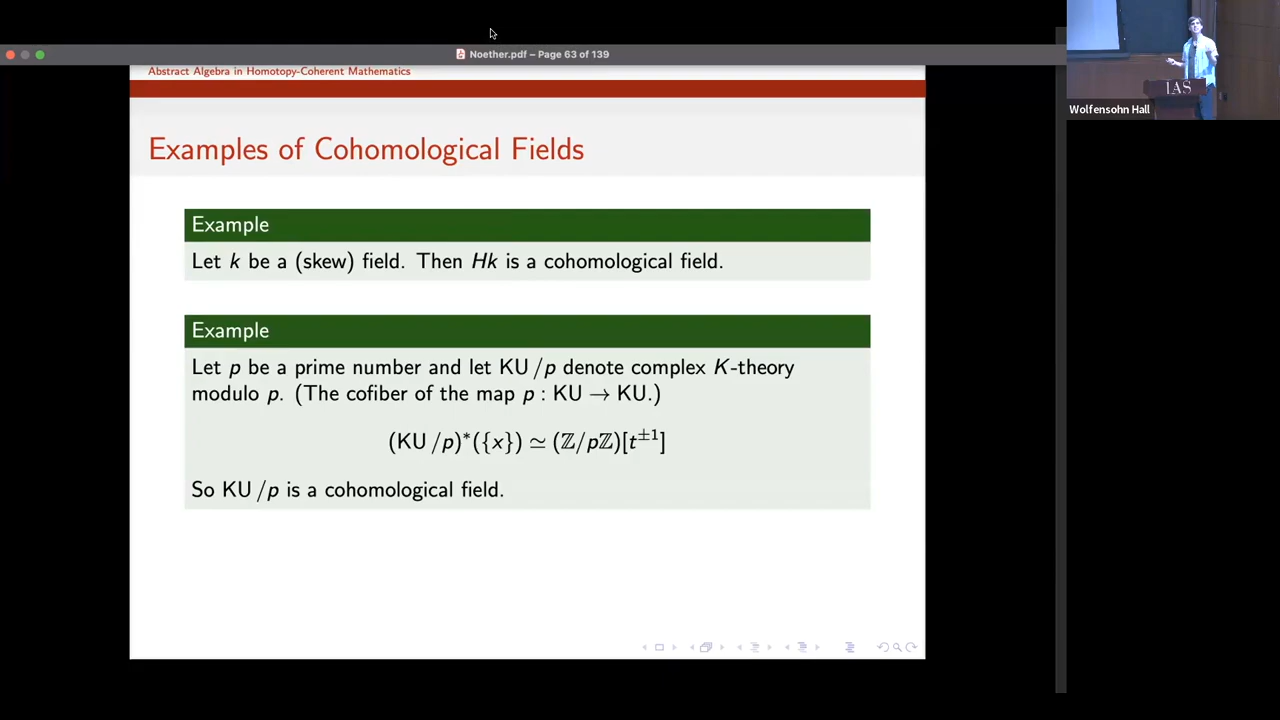 Noether.pdf – Page 63 of 139
Abstract Algebra in Homotopy-Coherent Mathematics
Examples of Cohomological Fields
Example
Let k be a (skew) field. Then Hk is a cohomological field.
Example
Let p be a prime number and let KU /p denote complex K-theory
modulo p. (The cofiber of the map p : KU → KU.)
(KU /p)*({x}) ≃ (ℤ/pℤ)[t^{±1}]
So KU /p is a cohomological field.
IAS
Wolfensohn Hall